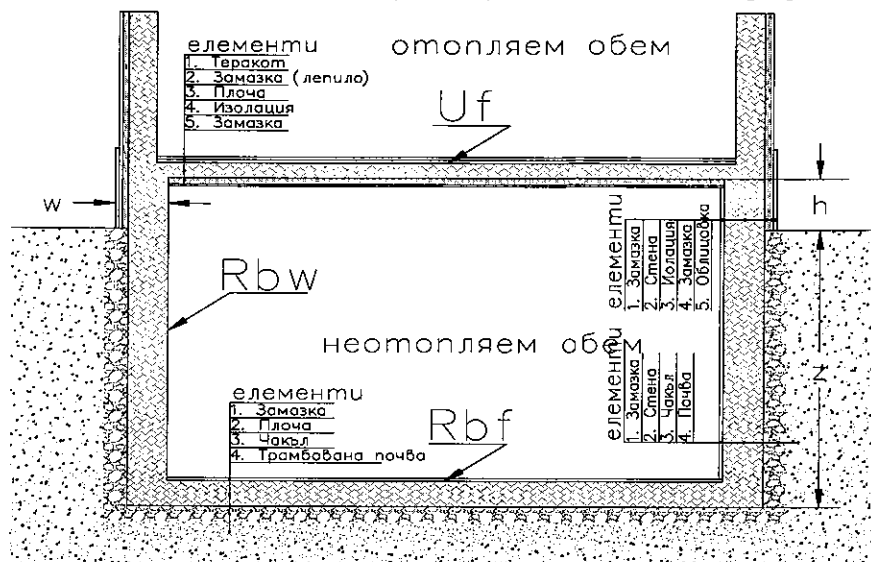 елементи
отопляем обем
1. Теракот
2. Замазка (лепило)
3. Плоча
4. Изолация
5. Замазка
Uf
w
h
елементи
1. Замазка
2. Стена
3. Иолация
4. Замазка
5. Облицовка
Rbw
неотопляем обем
z
елементи
1. Замазка
2. Стена
3. Чакъл
4. Почва
елементи
1. Замазка
2. Плоча
3. Чакъл
4. Трамбована почва
Rbf